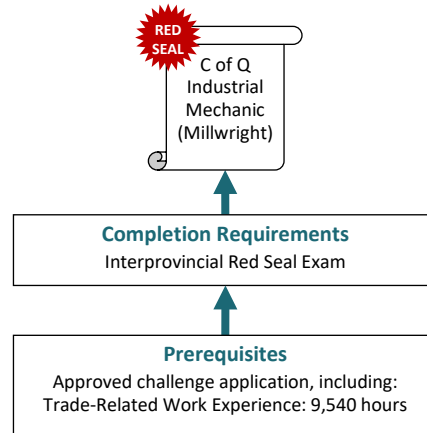 RED
SEAL
C of Q
Industrial
Mechanic
(Millwright)
Completion Requirements
Interprovincial Red Seal Exam
Prerequisites
Approved challenge application, including:
Trade-Related Work Experience: 9,540 hours